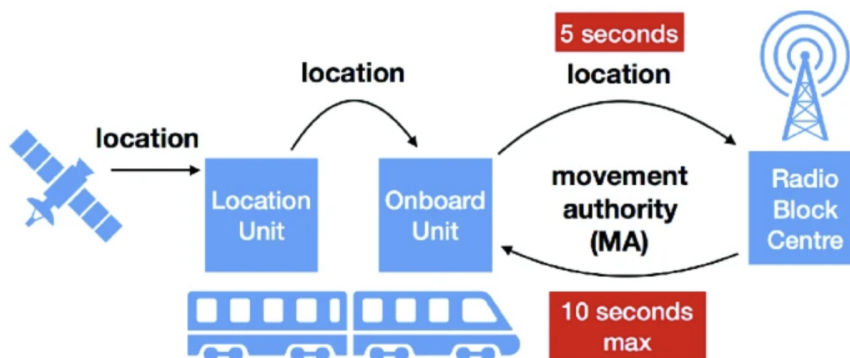 location
Location
Unit
location
Onboard
Unit
5 seconds
location
movement
authority
(MA)
10 seconds
max
Radio
Block
Centre